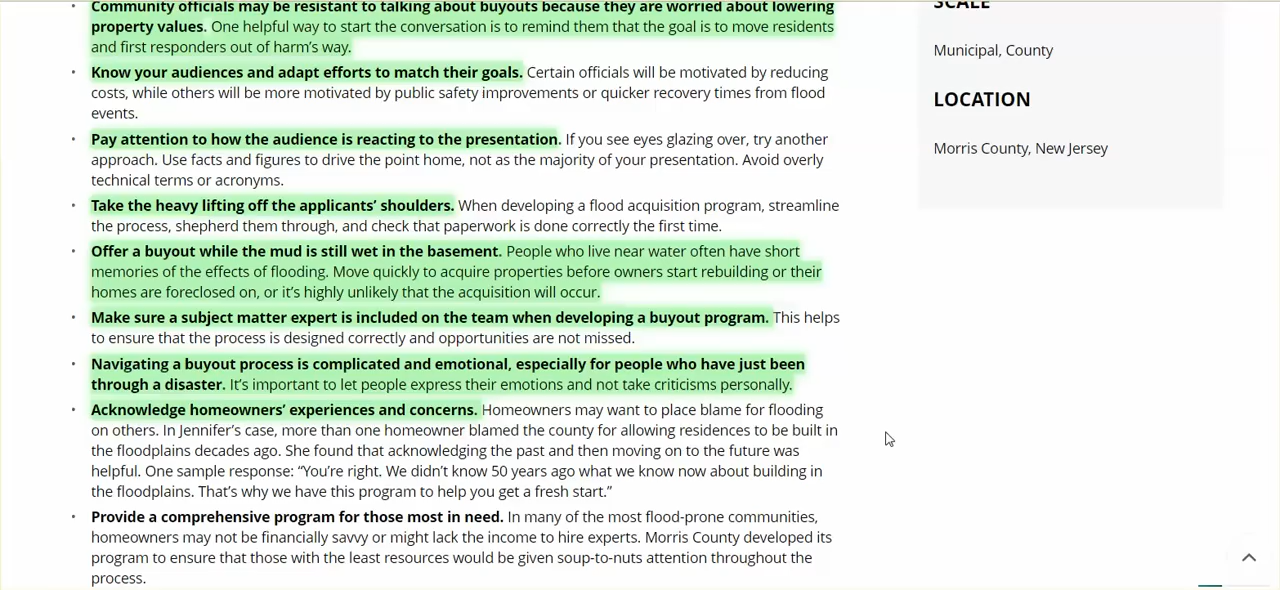 Community officials may be resistant to talking about buyouts because they are worried about lowering
property values. One helpful way to start the conversation is to remind them that the goal is to move residents
and first responders out of harm's way.
• Know your audiences and adapt efforts to match their goals. Certain officials will be motivated by reducing
costs, while others will be more motivated by public safety improvements or quicker recovery times from flood
events.
• Pay attention to how the audience is reacting to the presentation. If you see eyes glazing over, try another
approach. Use facts and figures to drive the point home, not as the majority of your presentation. Avoid overly
technical terms or acronyms.
• Take the heavy lifting off the applicants' shoulders. When developing a flood acquisition program, streamline
the process, shepherd them through, and check that paperwork is done correctly the first time.
• Offer a buyout while the mud is still wet in the basement. People who live near water often have short
memories of the effects of flooding. Move quickly to acquire properties before owners start rebuilding or their
homes are foreclosed on, or it's highly unlikely that the acquisition will occur.
• Make sure a subject matter expert is included on the team when developing a buyout program. This helps
to ensure that the process is designed correctly and opportunities are not missed.
• Navigating a buyout process is complicated and emotional, especially for people who have just been
through a disaster. It's important to let people express their emotions and not take criticisms personally.
• Acknowledge homeowners' experiences and concerns. Homeowners may want to place blame for flooding
on others. In Jennifer's case, more than one homeowner blamed the county for allowing residences to be built in
the floodplains decades ago. She found that acknowledging the past and then moving on to the future was
helpful. One sample response: “You're right. We didn't know 50 years ago what we know now about building in
the floodplains. That's why we have this program to help you get a fresh start.”
• Provide a comprehensive program for those most in need. In many of the most flood-prone communities,
homeowners may not be financially savvy or might lack the income to hire experts. Morris County developed its
program to ensure that those with the least resources would be given soup-to-nuts attention throughout the
process.
SCALE
Municipal, County
LOCATION
Morris County, New Jersey